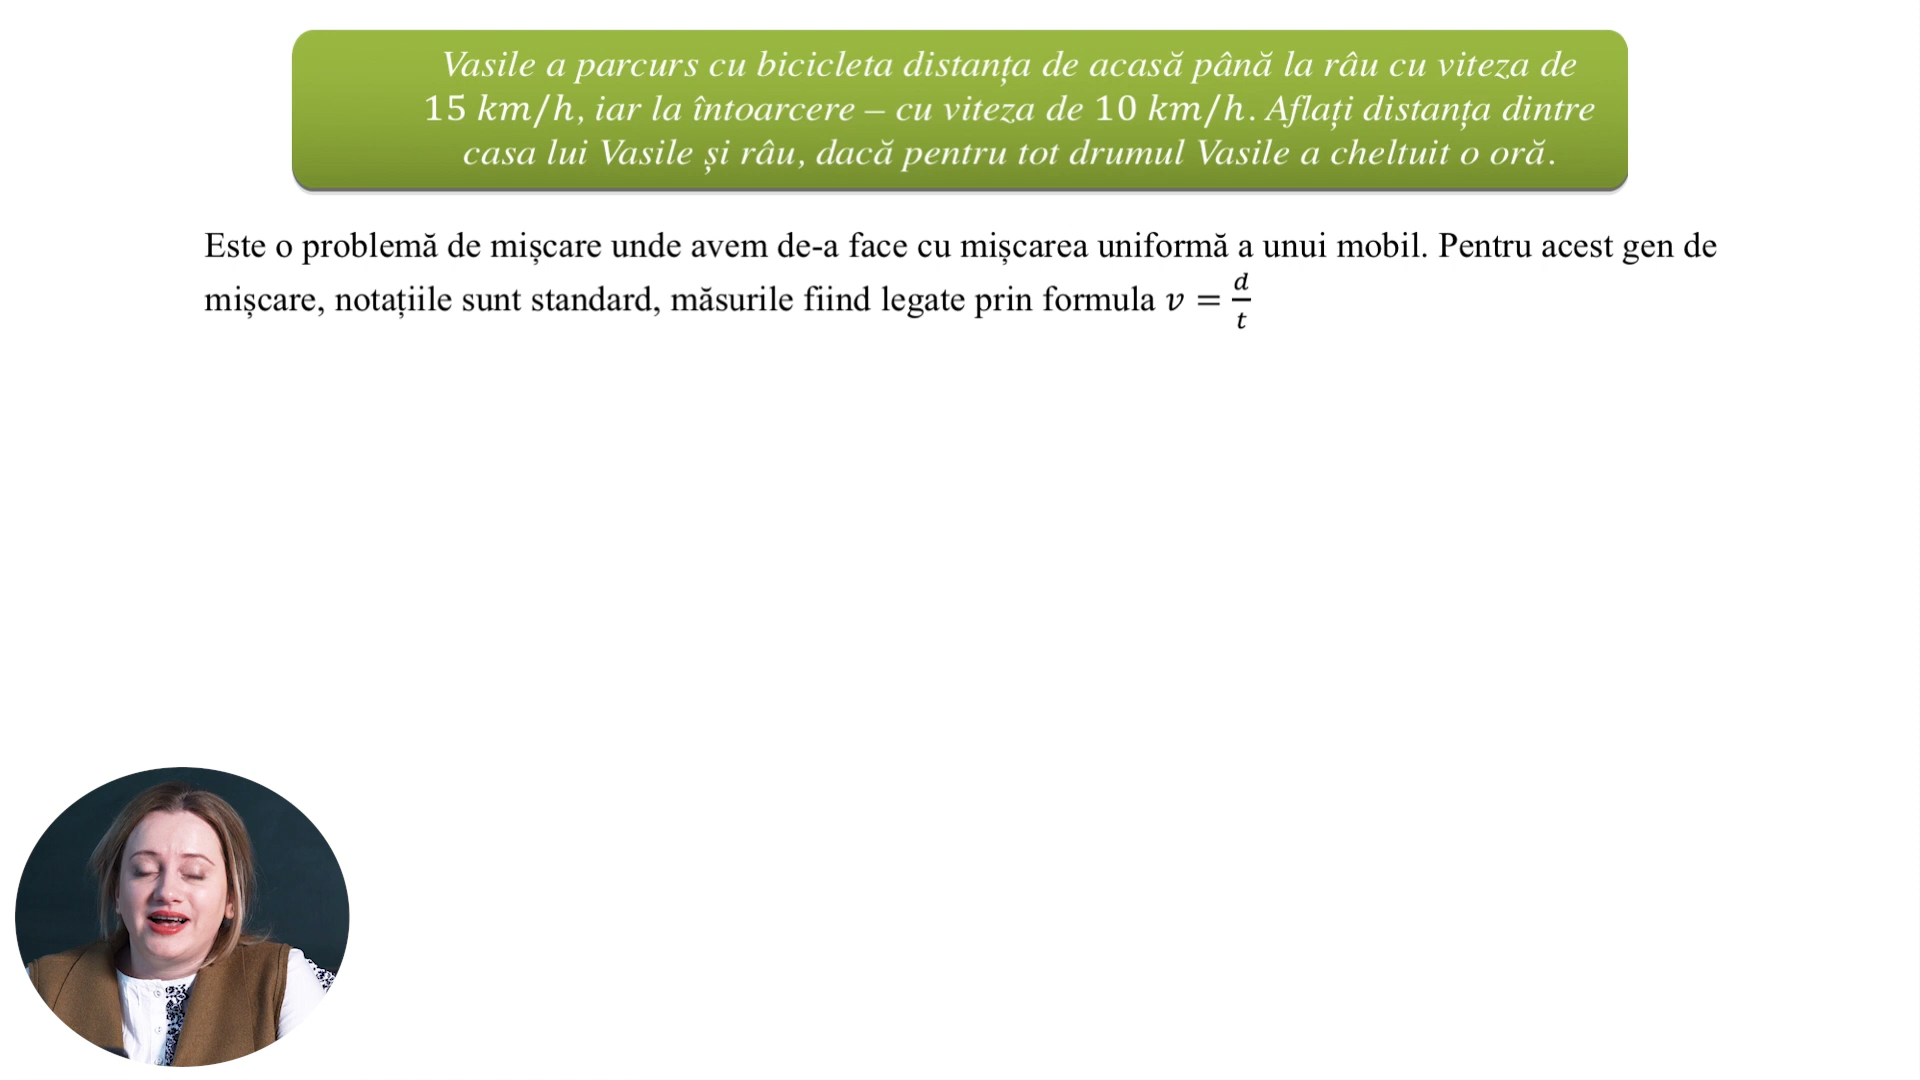 Vasile a parcurs cu bicicleta distanța de acasă până la râu cu viteza de
15 km/h, iar la întoarcere – cu viteza de 10 km/h. Aflați distanța dintre
casa lui Vasile și râu, dacă pentru tot drumul Vasile a cheltuit o oră.
Este o problemă de mișcare unde avem de-a face cu mișcarea uniformă a unui mobil. Pentru acest gen de
mișcare, notațiile sunt standard, măsurile fiind legate prin formula v = d/t